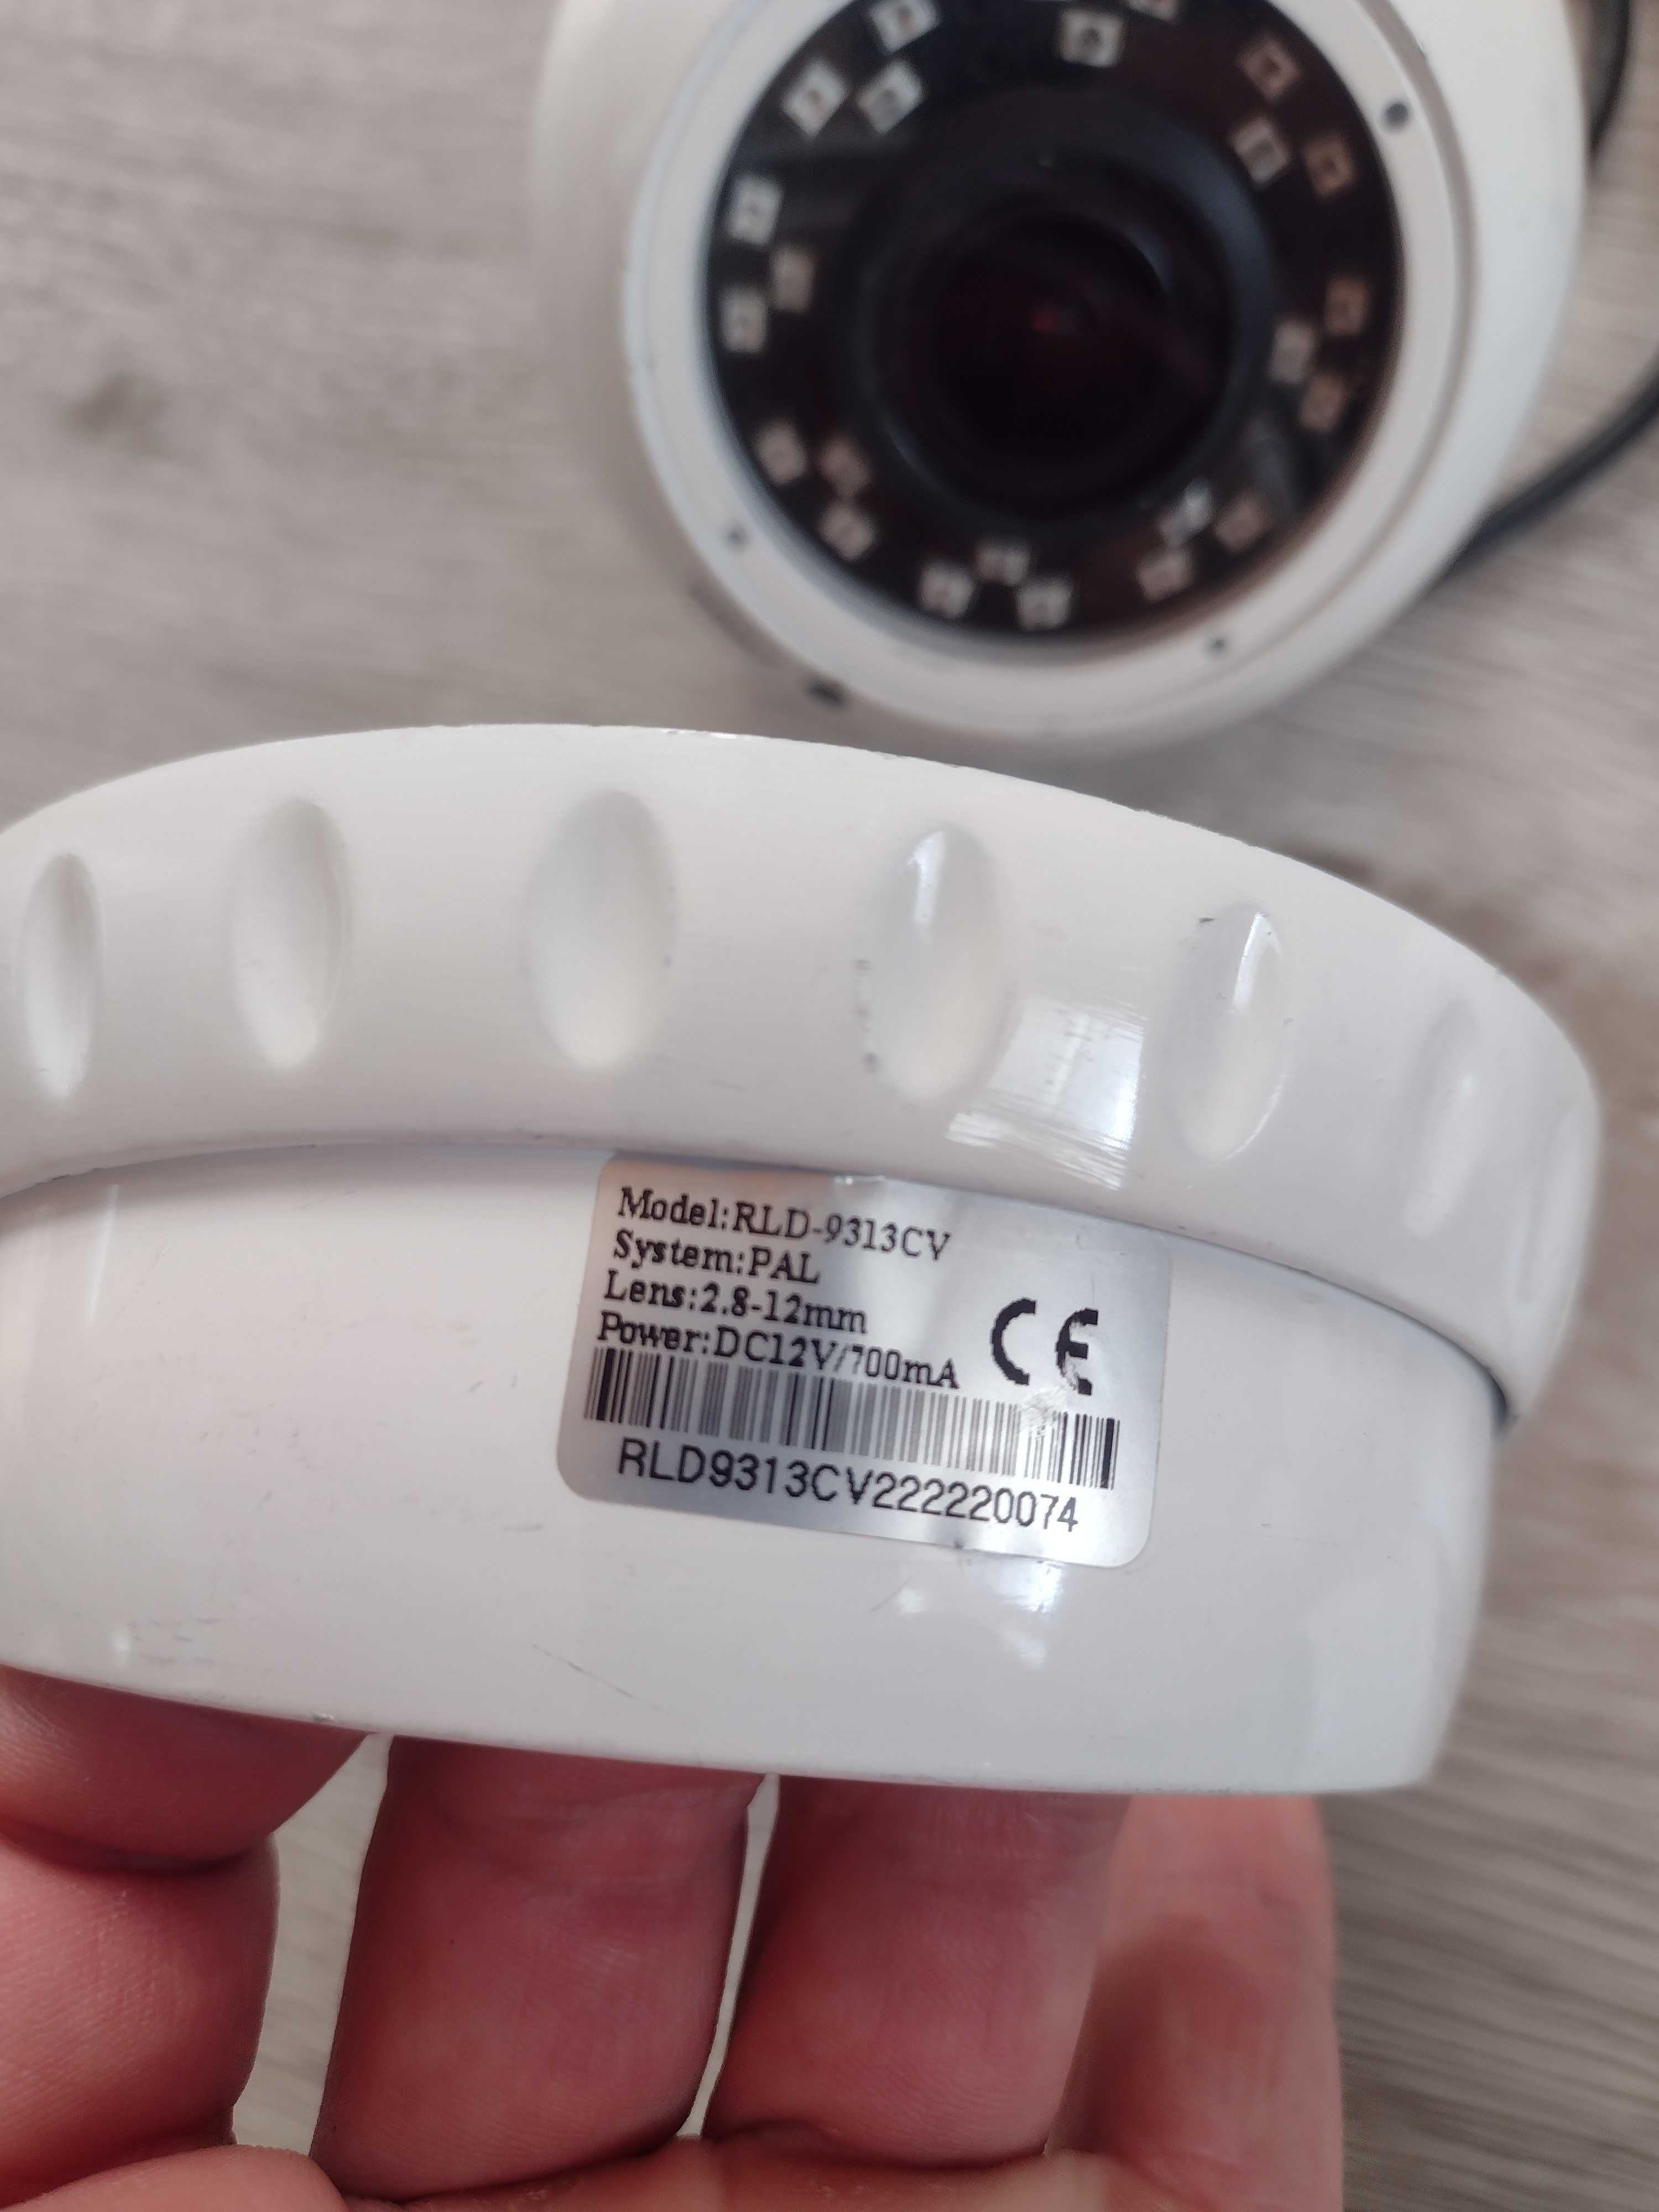 Model:RLD-9313CV
System:PAL
Lens:2.8-12mm
Power:DC12V/700mA
CE
RLD9313CV222220074